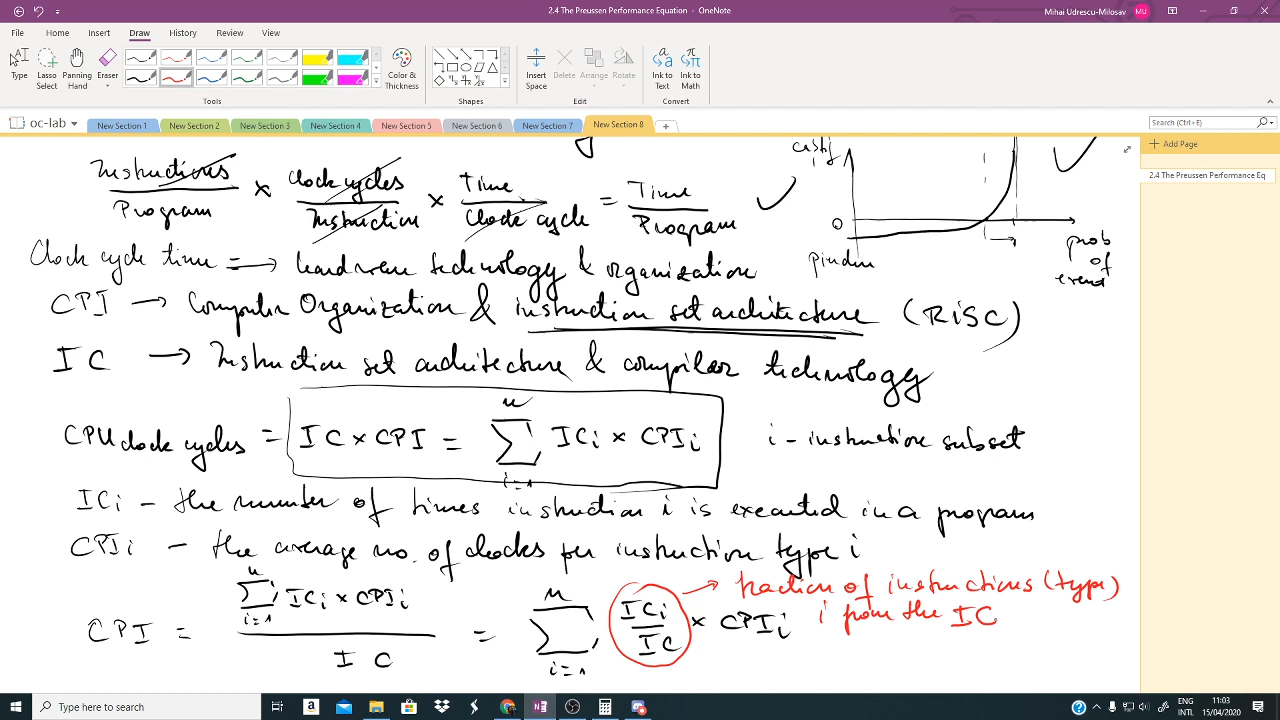 2.4 The Preussen Performance Equation - OneNote
Mihai Udrescu-Milosav MU
File Home Insert Draw History Review View
Type
Lasso Select
Panning Hand
Eraser
Color & Thickness
Insert Space
Delete
Arrange
Rotate
Ink to Text
Ink to Math
Tools Shapes Edit Convert
oc-lab New Section 1 New Section 2 New Section 3 New Section 4 New Section 5 New Section 6 New Section 7 New Section 8
Search (Ctrl+E)
Add Page
2.4 The Preussen Performance Eq
Instructions/Program × Clock cycles/Instruction × Time/Clock cycle = Time/Program
0
prob of event
Clock cycle time => hardware technology & organization
CPI → Computer Organization & instruction set architecture (RISC)
IC → Instruction set architecture & compiler technology
CPU clock cycles = IC × CPI = n ∑ i=1 ICi × CPIi i - instruction subset
ICi - the number of times instruction i is executed in a program
CPIi - the average no. of clocks per instruction type i
CPI = n ∑ i=1 ICi × CPIi / IC = n ∑ i=1 ICi/IC × CPIi
fraction of instructions (type)
i from the IC
Type here to search
ENG
INTL
11:03
15/04/2020